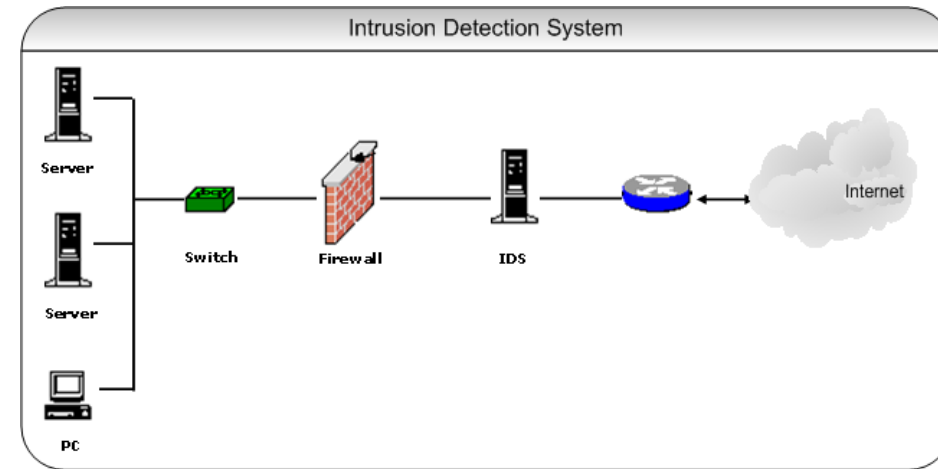 Intrusion Detection System
Server
Internet
Switch
Firewall
IDS
Server
PC